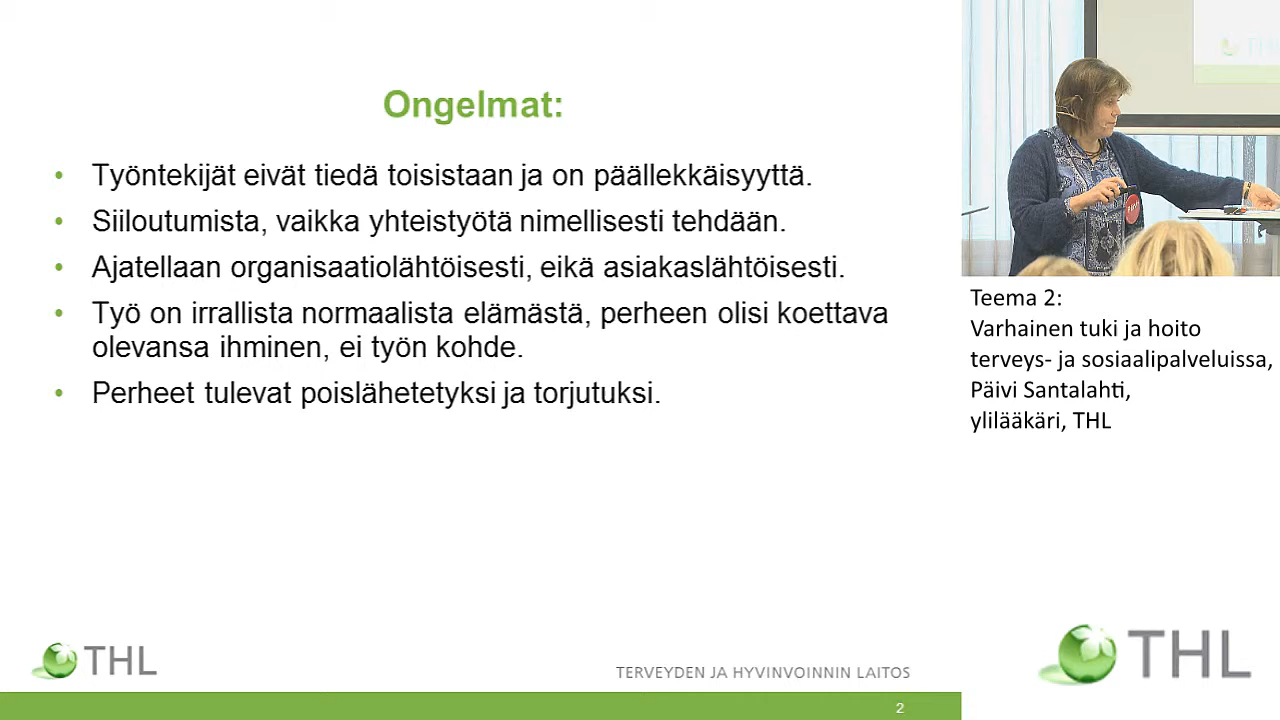 Ongelmat:
• Työntekijät eivät tiedä toisistaan ja on päällekkäisyyttä.
• Siiloutumista, vaikka yhteistyötä nimellisesti tehdään.
• Ajatellaan organisaatiolähtöisesti, eikä asiakaslähtöisesti.
• Työ on irrallista normaalista elämästä, perheen olisi koettava
olevansa ihminen, ei työn kohde.
• Perheet tulevat poislähetetyksi ja torjutuksi.
THL
TERVEYDEN JA HYVINVOINNIN LAITOS
2
Teema 2:
Varhainen tuki ja hoito
terveys- ja sosiaalipalveluissa,
Päivi Santalahti,
ylilääkäri, THL
THL